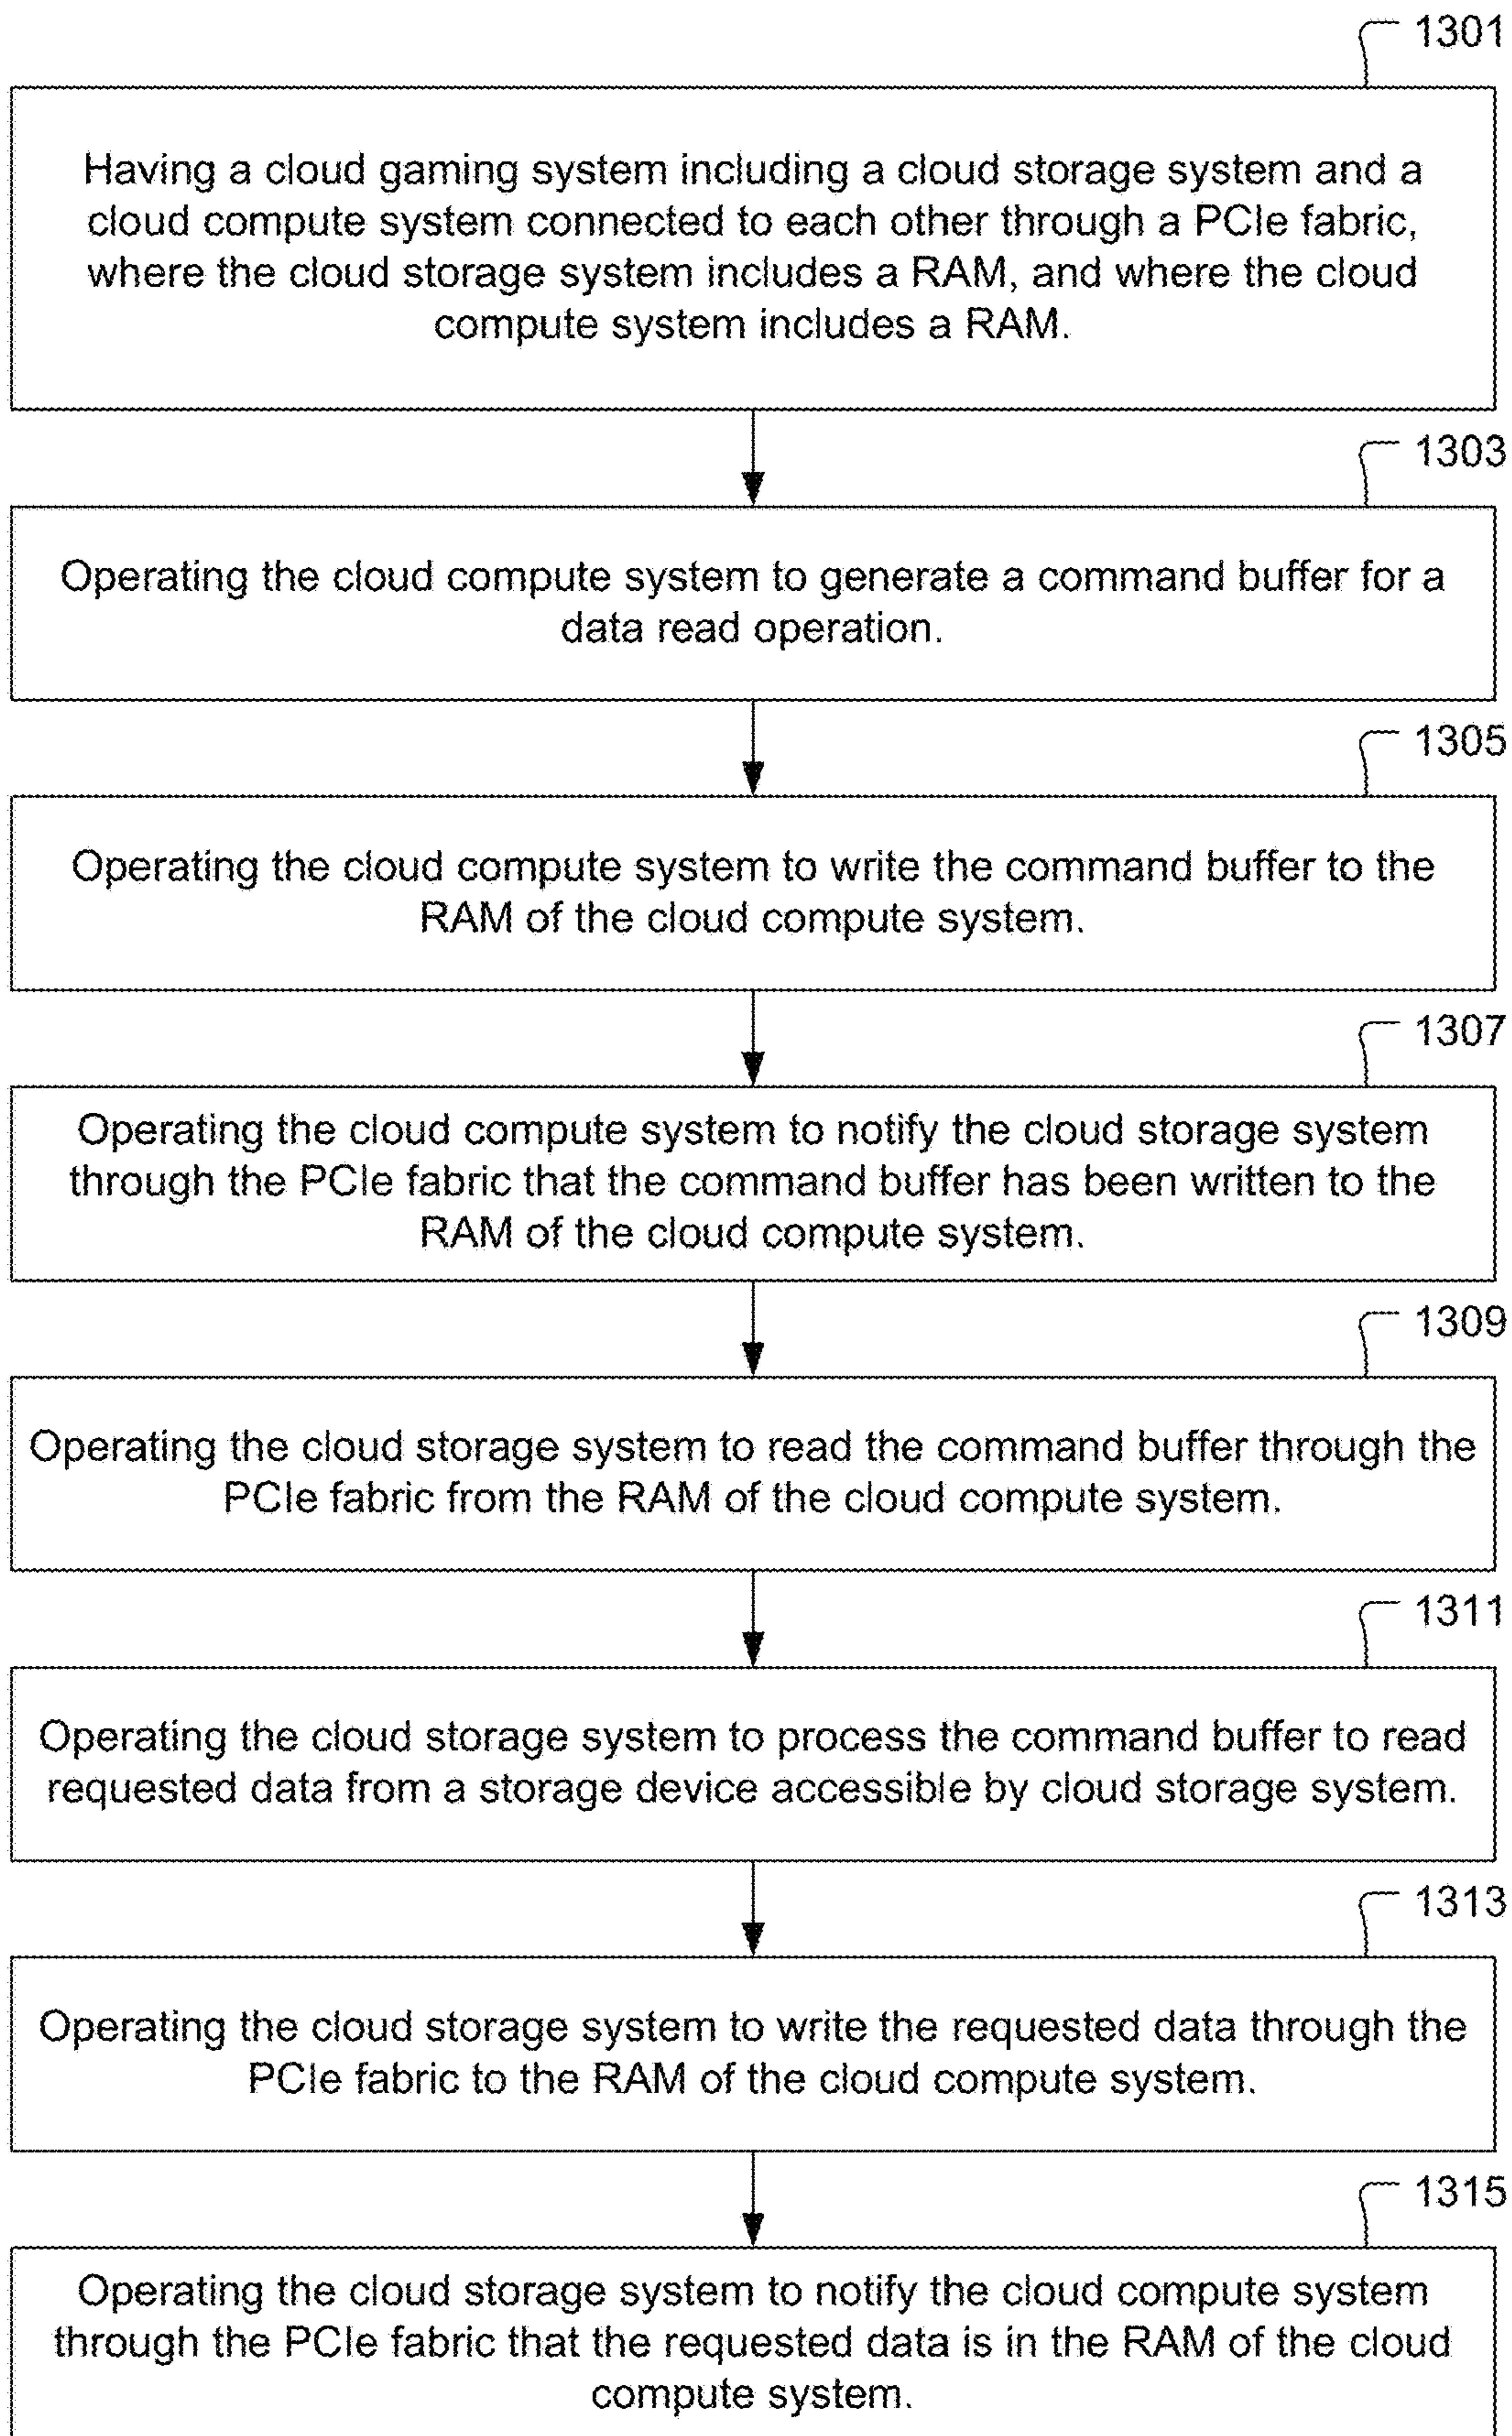 1301
Having a cloud gaming system including a cloud storage system and a
cloud compute system connected to each other through a PCIe fabric,
where the cloud storage system includes a RAM, and where the cloud
compute system includes a RAM.
1303
Operating the cloud compute system to generate a command buffer for a
data read operation.
1305
Operating the cloud compute system to write the command buffer to the
RAM of the cloud compute system.
1307
Operating the cloud compute system to notify the cloud storage system
through the PCIe fabric that the command buffer has been written to the
RAM of the cloud compute system.
1309
Operating the cloud storage system to read the command buffer through the
PCIe fabric from the RAM of the cloud compute system.
1311
Operating the cloud storage system to process the command buffer to read
requested data from a storage device accessible by cloud storage system.
1313
Operating the cloud storage system to write the requested data through the
PCIe fabric to the RAM of the cloud compute system.
1315
Operating the cloud storage system to notify the cloud compute system
through the PCIe fabric that the requested data is in the RAM of the cloud
compute system.